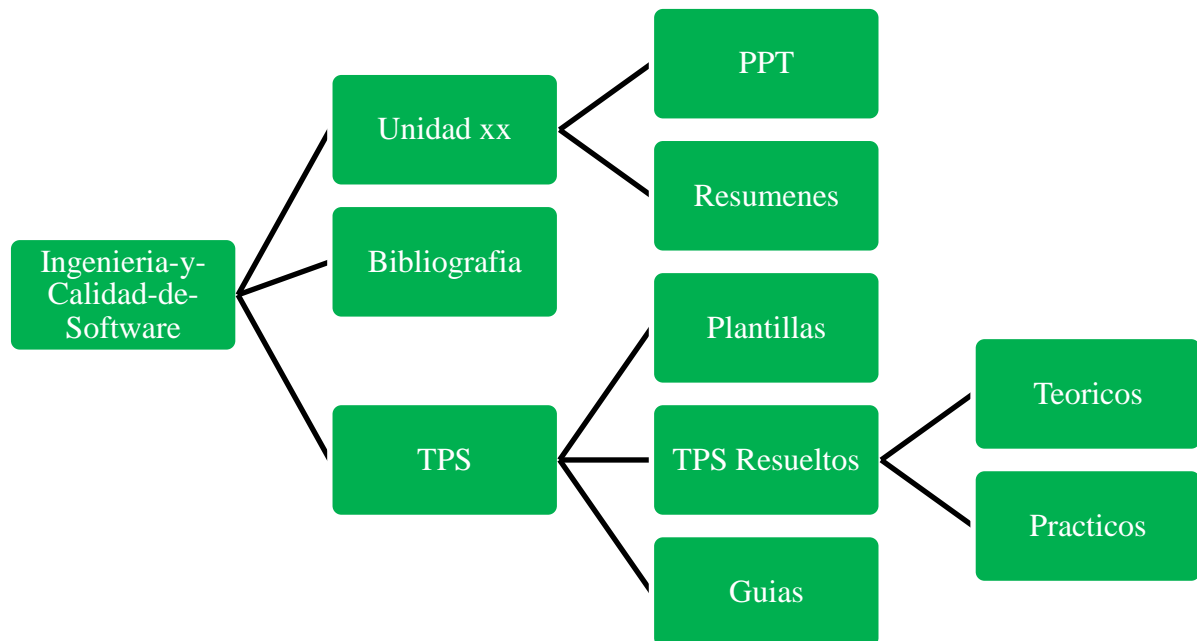 PPT
Unidad xx
Resumenes
Bibliografia
Ingenieria-y-
Calidad-de-
Software
Plantillas
Teoricos
TPS
TPS Resueltos
Practicos
Guias